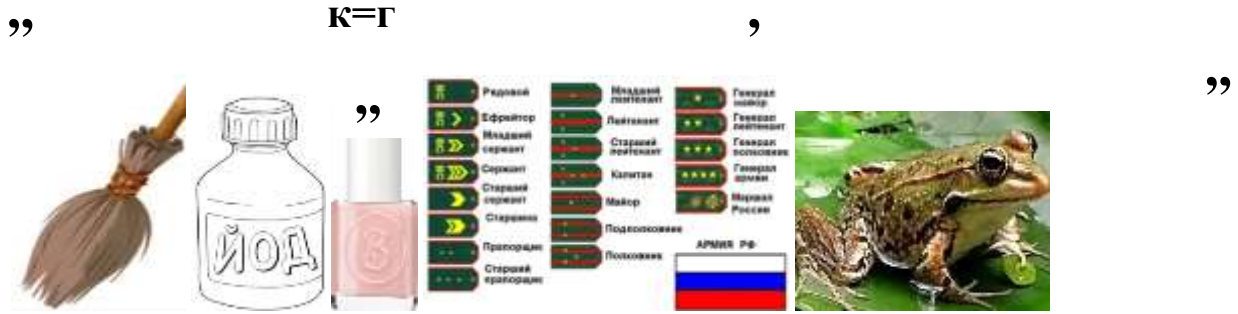 ,,
к=г
,
,,
,,
ЙОД
Рядовой
Ефрейтор
Младший
сержант
Сержант
Старший
сержант
Старшина
Прапорщик
Старший
прапорщик
Младший
лейтенант
Лейтенант
Старший
лейтенант
Капитан
Майор
Подполковник
Полковник
Генерал
майор
Генерал
лейтенант
Генерал
полковник
Генерал
армии
Маршал
России
АРМИЯ РФ